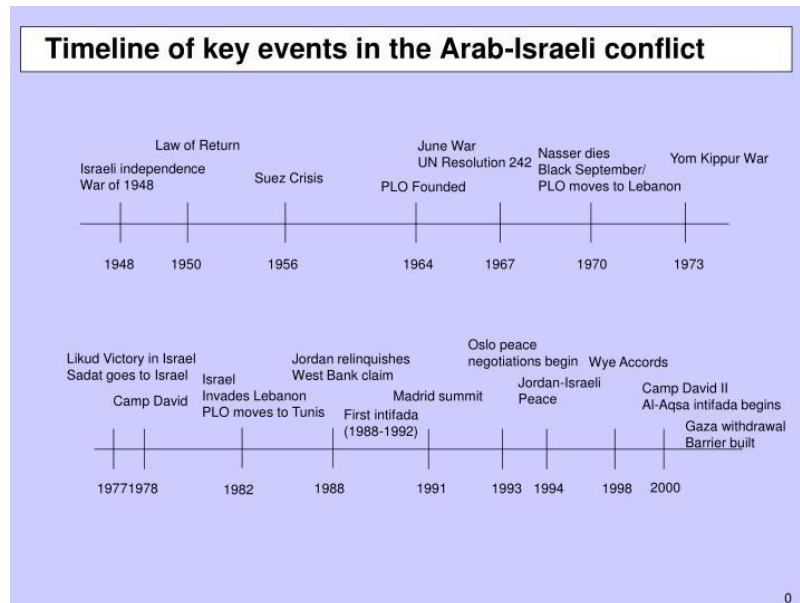 Timeline of key events in the Arab-Israeli conflict
Israeli independence
War of 1948
Law of Return
Suez Crisis
PLO Founded
June War
UN Resolution 242
Nasser dies
Black September/
PLO moves to Lebanon
Yom Kippur War
1948
1950
1956
1964
1967
1970
1973
Likud Victory in Israel
Sadat goes to Israel
Camp David
Israel
Invades Lebanon
PLO moves to Tunis
Jordan relinquishes
West Bank claim
First intifada
(1988-1992)
Madrid summit
Oslo peace
negotiations begin
Jordan-Israeli
Peace
Wye Accords
Camp David II
Al-Aqsa intifada begins
Gaza withdrawal
Barrier built
1977
1978
1982
1988
1991
1993
1994
1998
2000
0